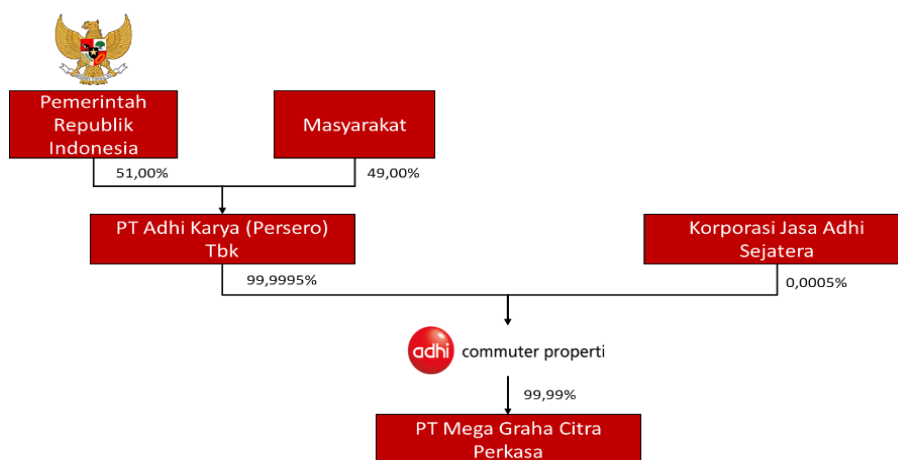 Pemerintah
Republik
Indonesia
Masyarakat
51,00%
49,00%
PT Adhi Karya (Persero)
Tbk
Korporasi Jasa Adhi
Sejatera
99,9995%
0,0005%
adhi commuter properti
99,99%
PT Mega Graha Citra
Perkasa